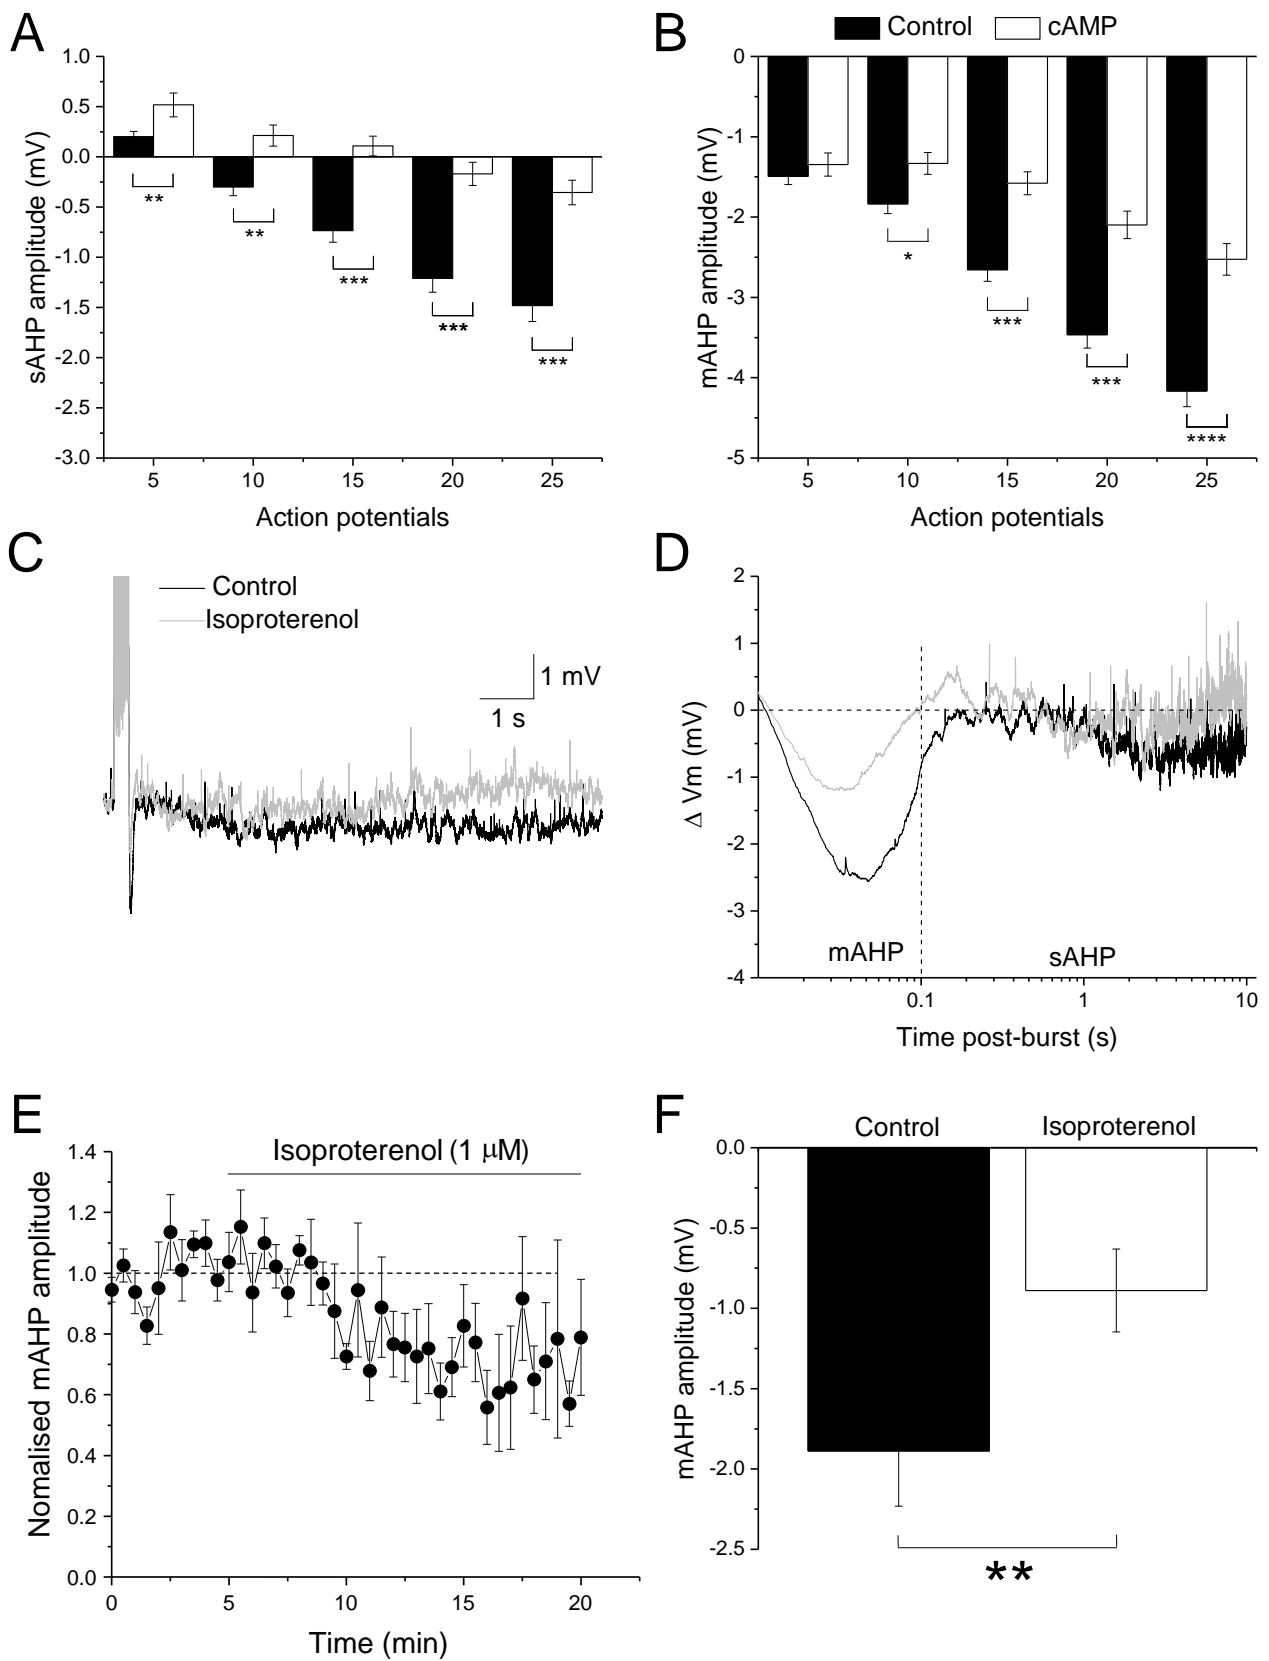 A
1.0
0.5
0.0
-0.5
-1.0
-1.5
-2.0
-2.5
-3.0
sAHP amplitude (mV)
**
**
***
***
***
5 10 15 20 25
Action potentials
B
Control cAMP
0
-1
-2
-3
-4
-5
mAHP amplitude (mV)
*
***
***
****
5 10 15 20 25
Action potentials
C
Control
Isoproterenol
1 mV
1 s
D
2
1
0
-1
-2
-3
-4
Δ Vm (mV)
mAHP sAHP
0.1 1 10
Time post-burst (s)
E
Isoproterenol (1 μM)
1.4
1.2
1.0
0.8
0.6
0.4
0.2
0.0
Nomalised mAHP amplitude
0 5 10 15 20
Time (min)
F
Control Isoproterenol
0.0
-0.5
-1.0
-1.5
-2.0
-2.5
mAHP amplitude (mV)
**